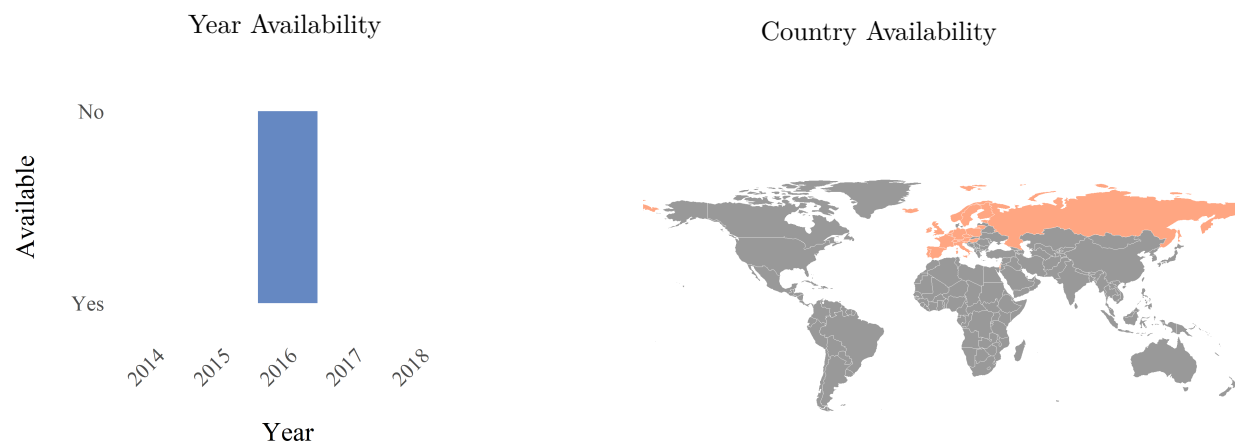 Year Availability
Available
No
Yes
2014
2015
2016
2017
2018
Year
Country Availability